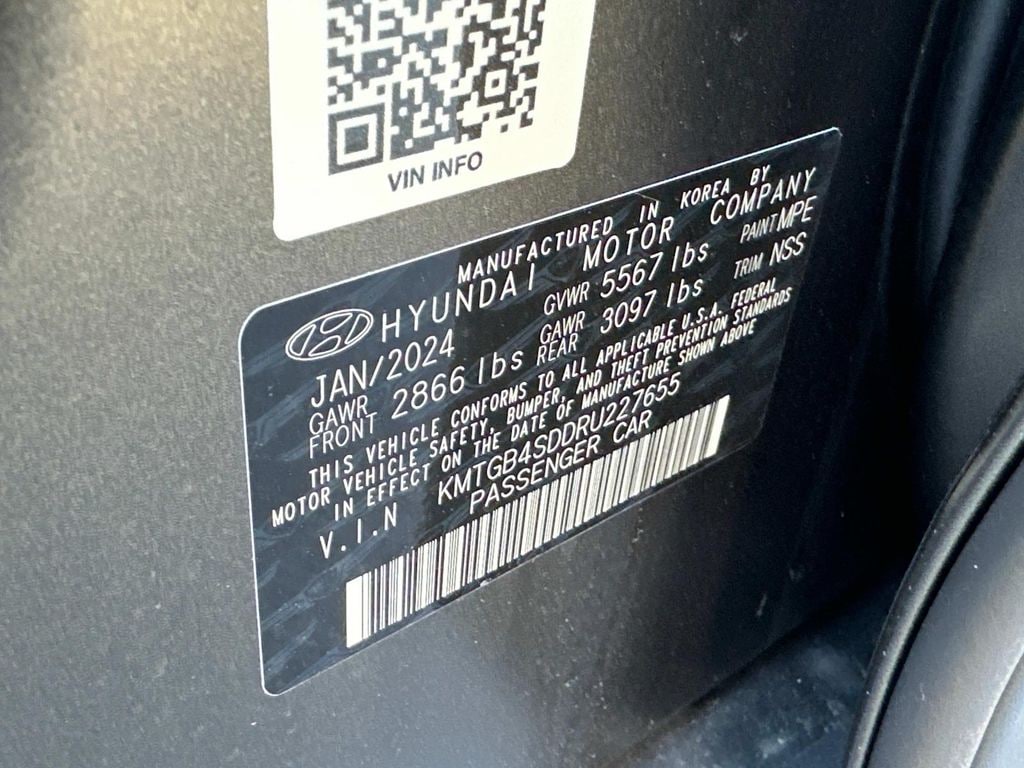 VIN INFO
MANUFACTURED IN KOREA BY
HYUNDAI MOTOR COMPANY
JAN/2024 GVWR 5567 lbs PAINT MPE
GAWR FRONT 2866 lbs GAWR REAR 3097 lbs TRIM NSS
THIS VEHICLE CONFORMS TO ALL APPLICABLE U.S.A. FEDERAL
MOTOR VEHICLE SAFETY, BUMPER, AND THEFT PREVENTION STANDARDS
IN EFFECT ON THE DATE OF MANUFACTURE SHOWN ABOVE
V.I.N KMTGB4SDDRU227655
PASSENGER CAR